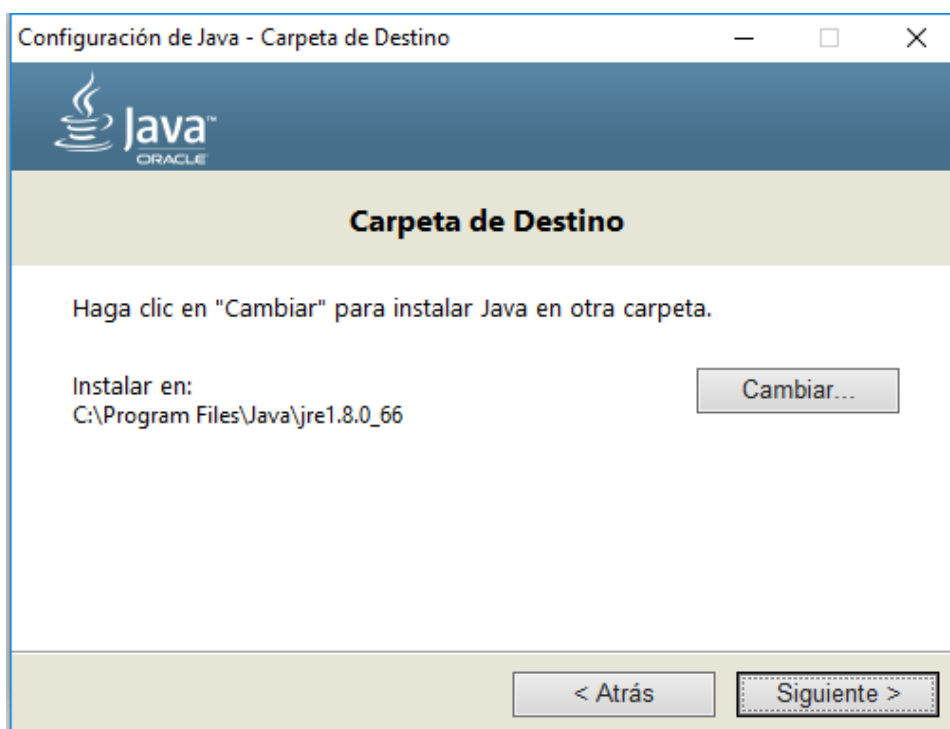 Configuración de Java - Carpeta de Destino
Java™
ORACLE
Carpeta de Destino
Haga clic en "Cambiar" para instalar Java en otra carpeta.
Instalar en:
Cambiar...
C:\Program Files\Java\jre1.8.0_66
< Atrás
Siguiente >